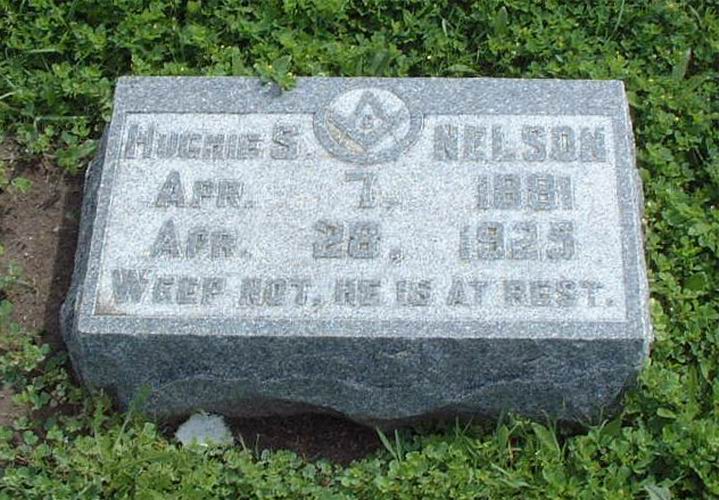 HUGHIE S. NELSON
APR. 7, 1881
APR. 28, 1925
WEEP NOT, HE IS AT REST.